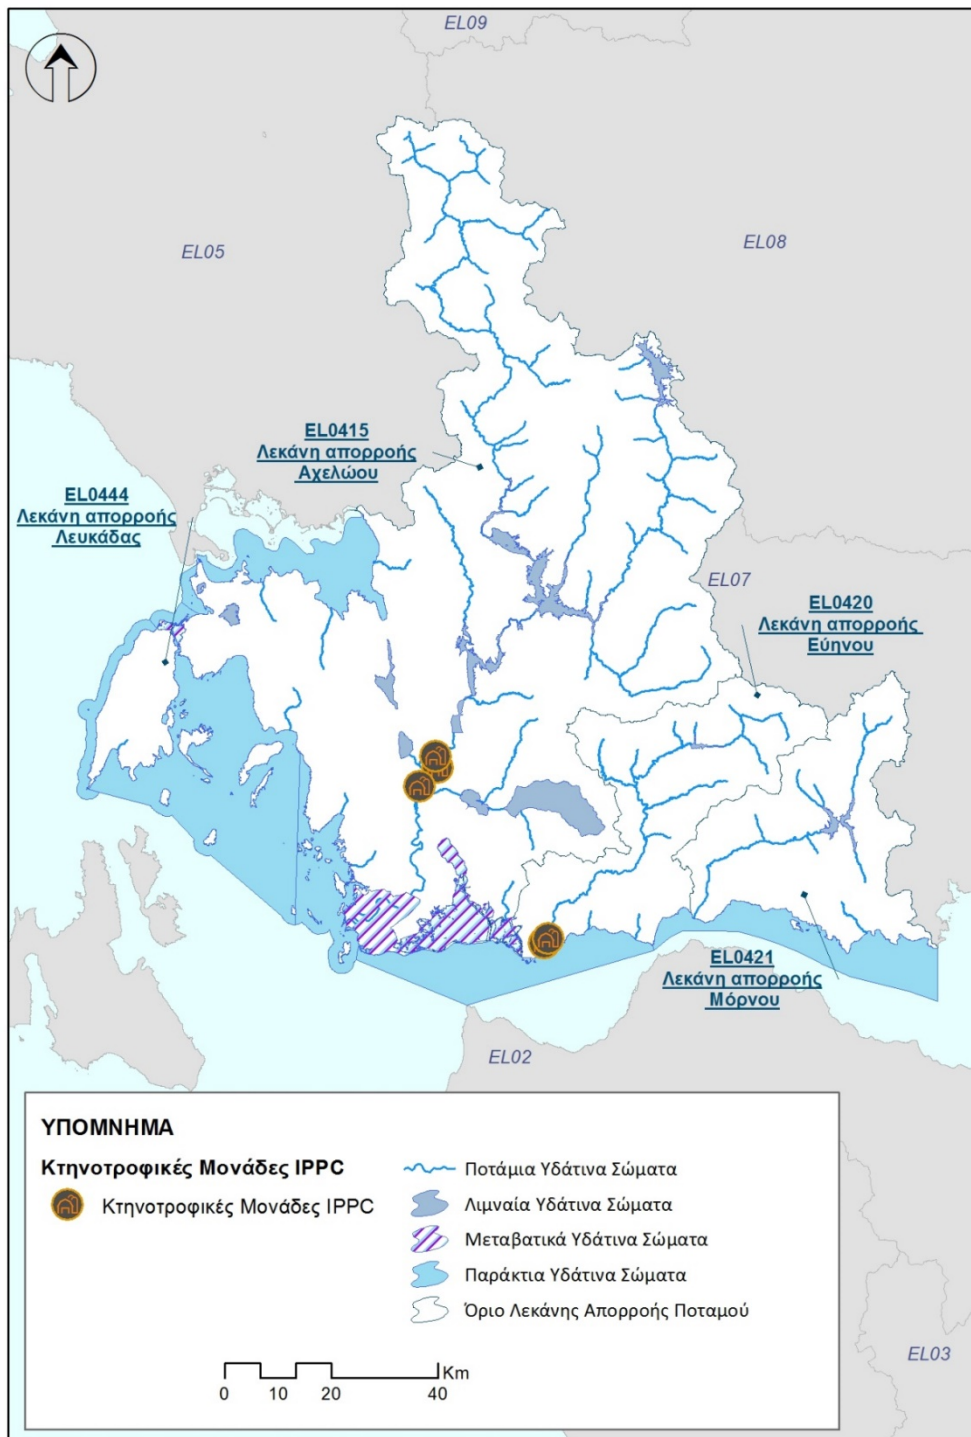 EL09
EL05
EL08
EL0415
Λεκάνη απορροής
Αχελώου
EL0444
Λεκάνη απορροής
Λευκάδας
EL07
EL0420
Λεκάνη απορροής
Εύηνου
EL0421
Λεκάνη απορροής
Μόρνου
EL02
ΥΠΟΜΝΗΜΑ
Κτηνοτροφικές Μονάδες IPPC
Κτηνοτροφικές Μονάδες IPPC
Ποτάμια Υδάτινα Σώματα
Λιμναία Υδάτινα Σώματα
Μεταβατικά Υδάτινα Σώματα
Παράκτια Υδάτινα Σώματα
Όριο Λεκάνης Απορροής Ποταμού
Km
0 10 20 40
EL03